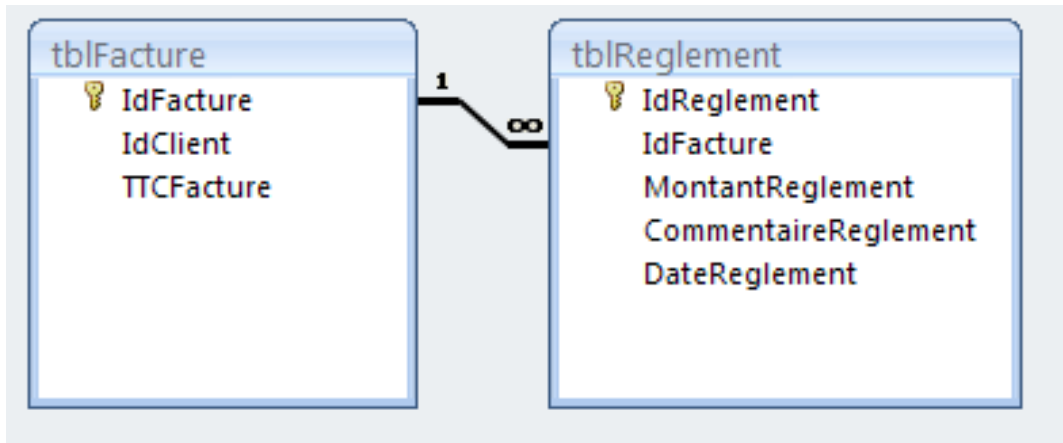 tblFacture
IdFacture
IdClient
TTCFacture
1
∞
tblReglement
IdReglement
IdFacture
MontantReglement
CommentaireReglement
DateReglement